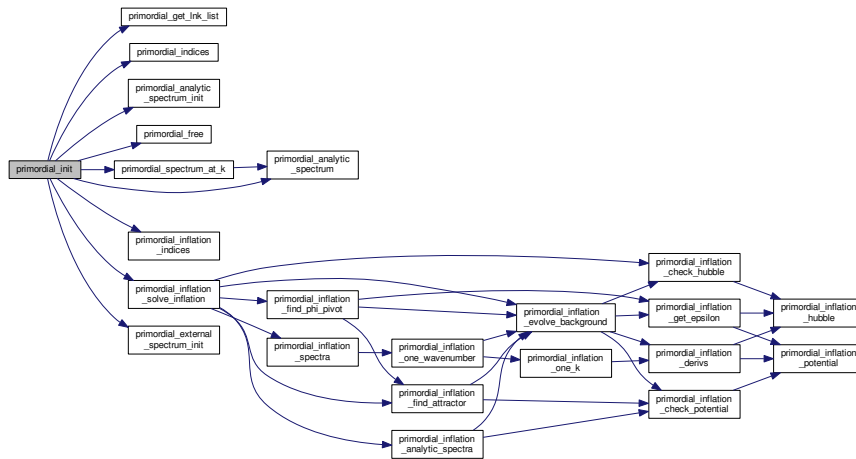 primordial_get_lnk_list
primordial_indices
primordial_analytic
_spectrum_init
primordial_free
primordial_init
primordial_spectrum_at_k
primordial_analytic
_spectrum
primordial_inflation
_indices
primordial_inflation
_solve_inflation
primordial_external
_spectrum_init
primordial_inflation
_find_phi_pivot
primordial_inflation
_spectra
primordial_inflation
_one_wavenumber
primordial_inflation
_find_attractor
primordial_inflation
_analytic_spectra
primordial_inflation
_evolve_background
primordial_inflation
_one_k
primordial_inflation
_check_hubble
primordial_inflation
_get_epsilon
primordial_inflation
_derivs
primordial_inflation
_check_potential
primordial_inflation
_hubble
primordial_inflation
_potential